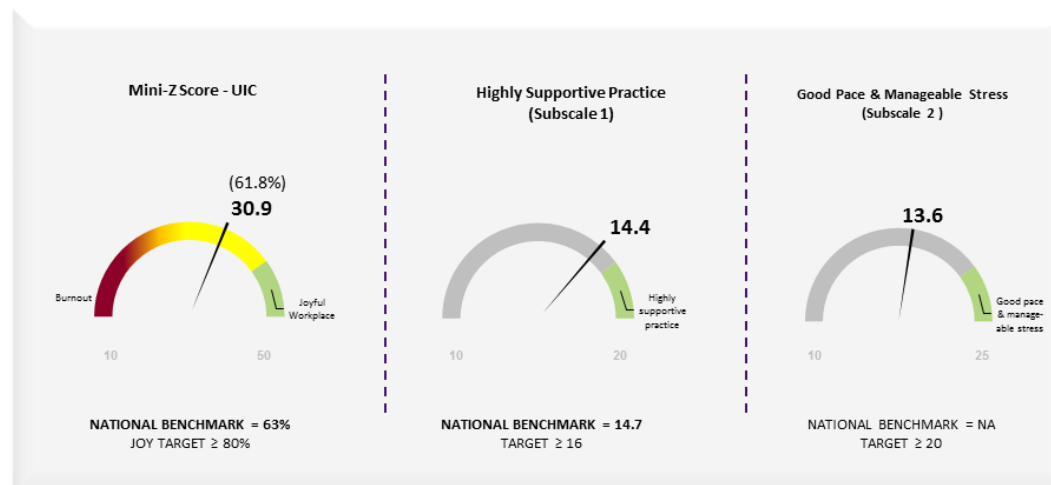 Mini-Z Score - UIC
(61.8%)
30.9
Burnout
Joyful
Workplace
10
50
NATIONAL BENCHMARK = 63%
JOY TARGET ≥ 80%
Highly Supportive Practice
(Subscale 1)
14.4
Highly
supportive
practice
10
20
NATIONAL BENCHMARK = 14.7
TARGET ≥ 16
Good Pace & Manageable Stress
(Subscale 2 )
13.6
Good pace
& manage-
able stress
10
25
NATIONAL BENCHMARK = NA
TARGET ≥ 20